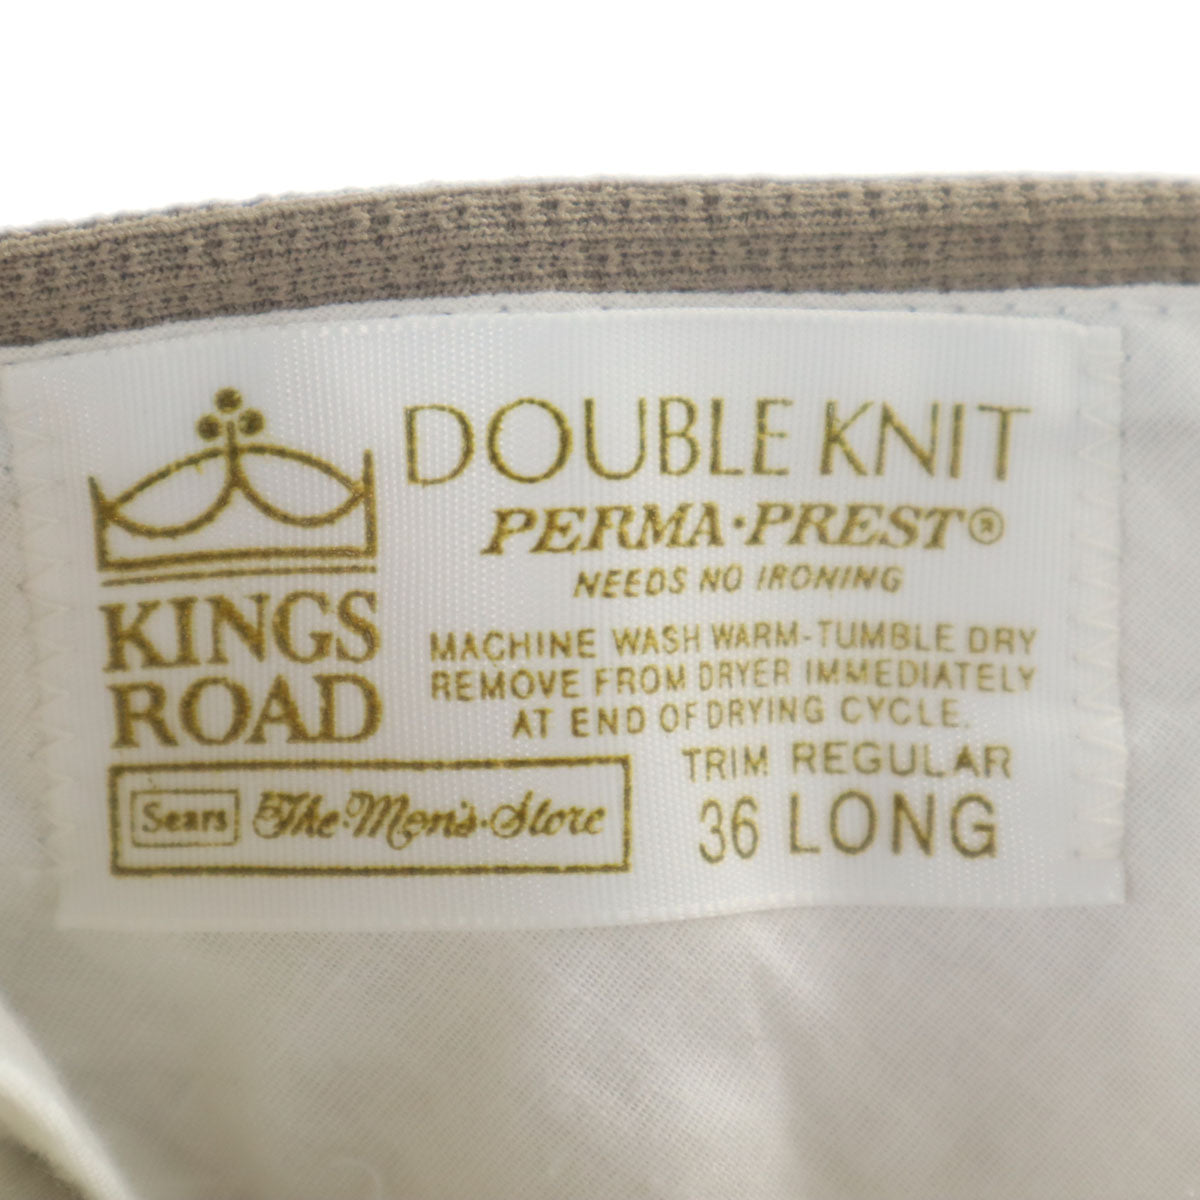 KINGS
ROAD
DOUBLE KNIT
PERMA·PREST®
NEEDS NO IRONING
MACHINE WASH WARM-TUMBLE DRY
REMOVE FROM DRYER IMMEDIATELY
AT END OF DRYING CYCLE.
TRIM REGULAR
36 LONG
Sears The·Men's·Store